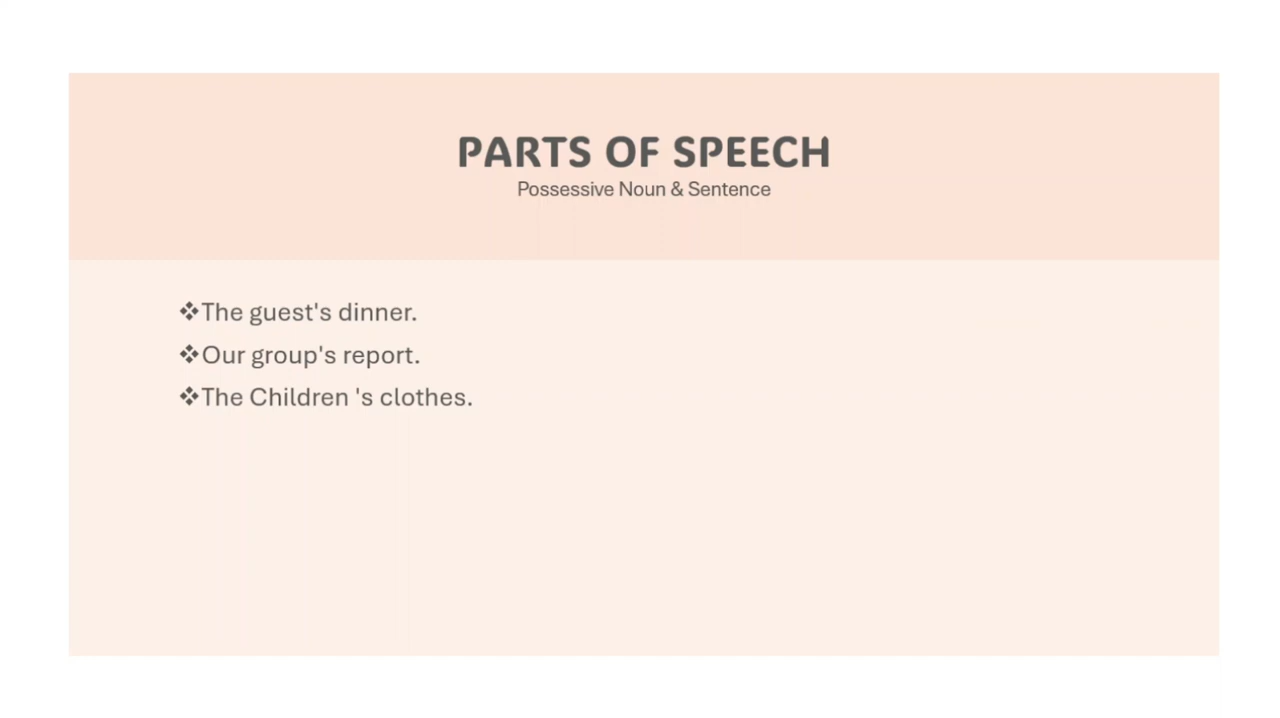 PARTS OF SPEECH
Possessive Noun & Sentence
❖The guest's dinner.
❖Our group's report.
❖The Children 's clothes.